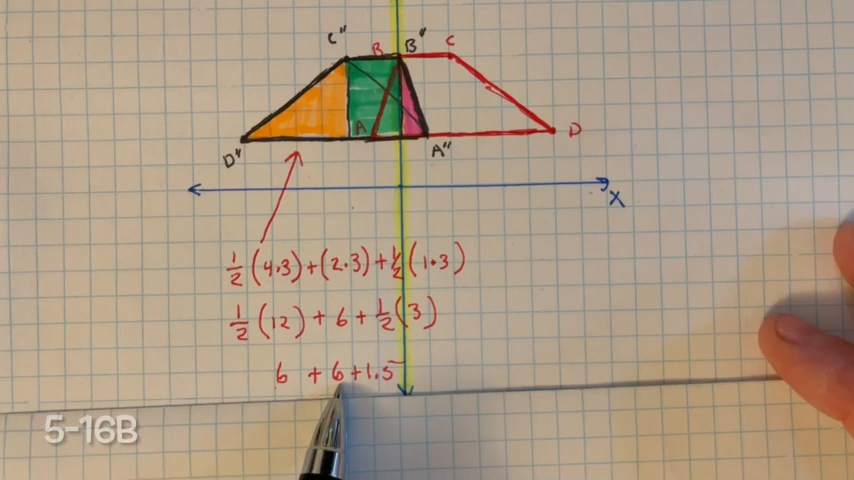 C" B B" C
D" A A" D
X
1/2 (4·3)+(2·3)+1/2 (1·3)
1/2 (12) + 6 + 1/2 (3)
6 + 6 + 1.5
5-16B